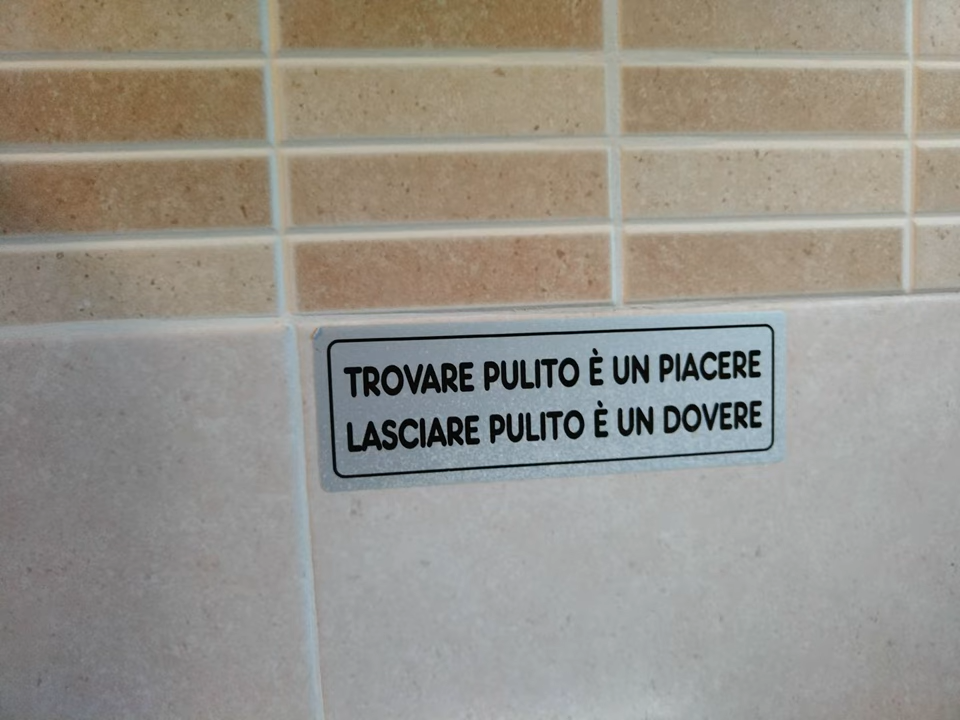 TROVARE PULITO È UN PIACERE
LASCIARE PULITO È UN DOVERE